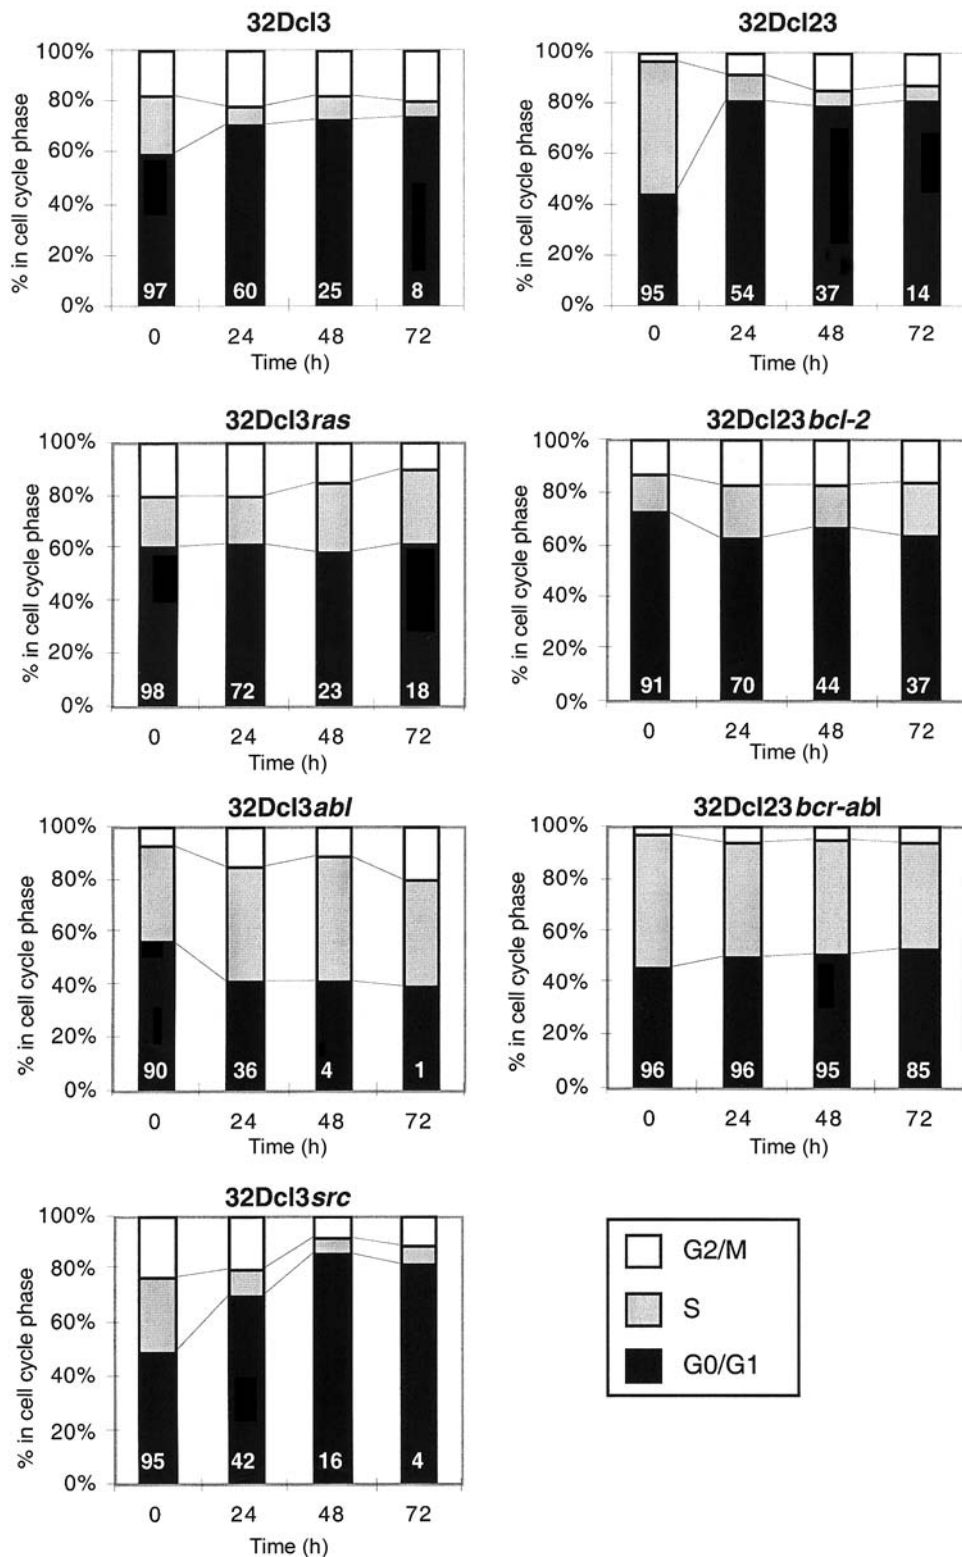 32Dcl3
% in cell cycle phase
100%
80%
60%
40%
20%
0%
97 60 25 8
0 24 48 72
Time (h)
32Dcl23
% in cell cycle phase
100%
80%
60%
40%
20%
0%
95 54 37 14
0 24 48 72
Time (h)
32Dcl3ras
% in cell cycle phase
100%
80%
60%
40%
20%
0%
98 72 23 18
0 24 48 72
Time (h)
32Dcl23bcl-2
% in cell cycle phase
100%
80%
60%
40%
20%
0%
91 70 44 37
0 24 48 72
Time (h)
32Dcl3abl
% in cell cycle phase
100%
80%
60%
40%
20%
0%
90 36 4 1
0 24 48 72
Time (h)
32Dcl23bcr-abl
% in cell cycle phase
100%
80%
60%
40%
20%
0%
96 96 95 85
0 24 48 72
Time (h)
32Dcl3src
% in cell cycle phase
100%
80%
60%
40%
20%
0%
95 42 16 4
0 24 48 72
Time (h)
G2/M
S
G0/G1